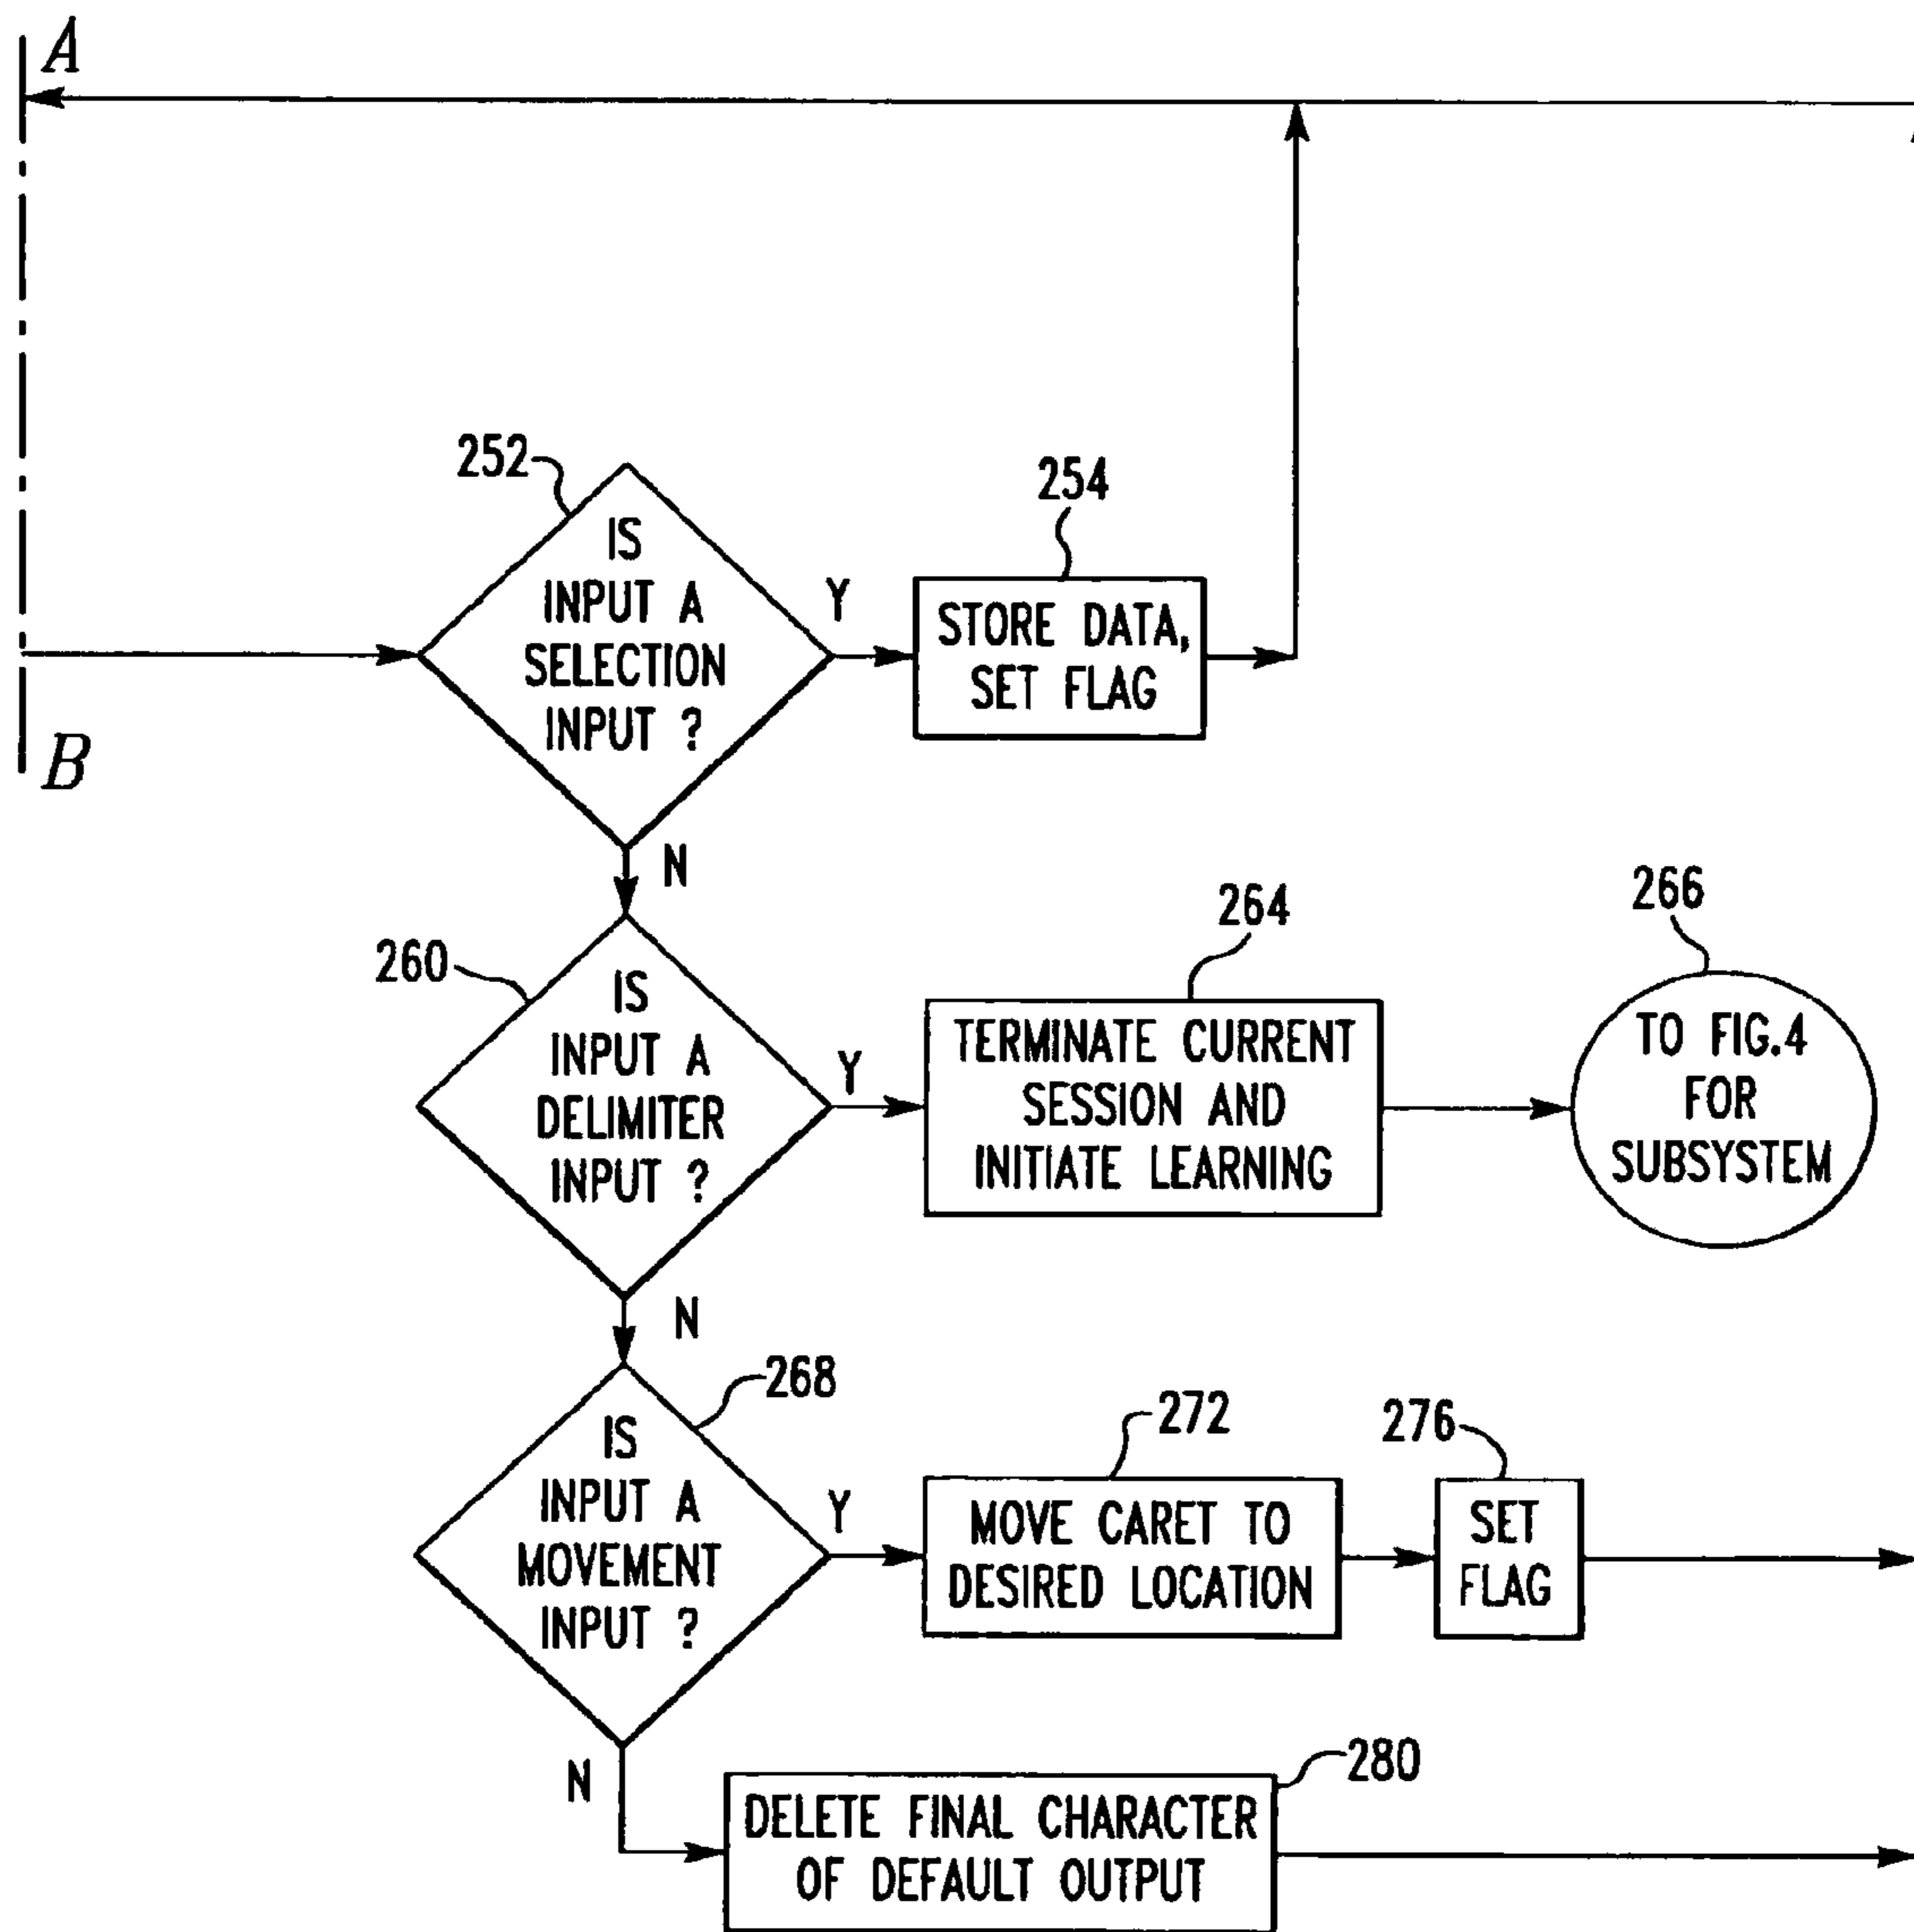 A
252
IS
INPUT A
SELECTION
INPUT ?
Y
254
STORE DATA,
SET FLAG
B
N
260
IS
INPUT A
DELIMITER
INPUT ?
Y
264
TERMINATE CURRENT
SESSION AND
INITIATE LEARNING
266
TO FIG.4
FOR
SUBSYSTEM
N
268
IS
INPUT A
MOVEMENT
INPUT ?
Y
272
MOVE CARET TO
DESIRED LOCATION
276
SET
FLAG
N
280
DELETE FINAL CHARACTER
OF DEFAULT OUTPUT